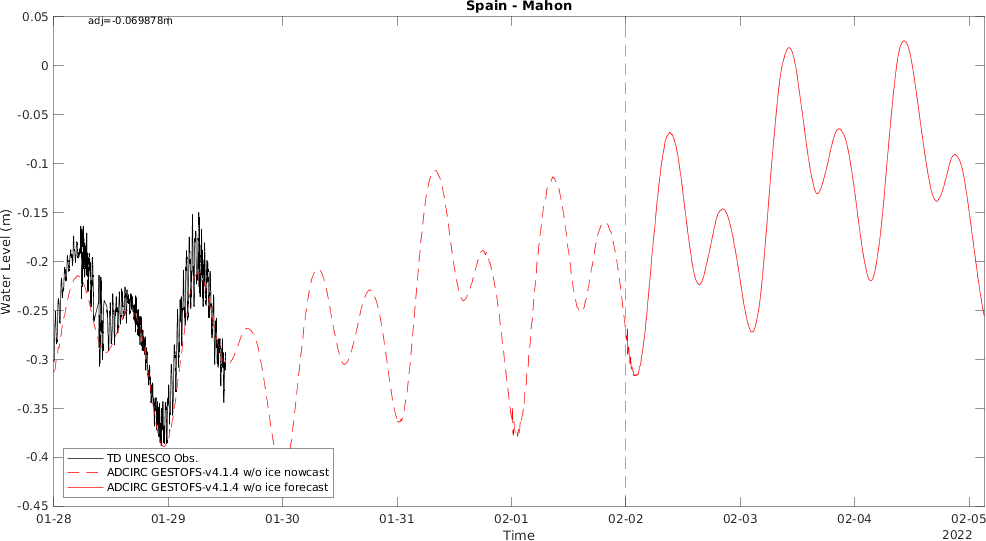 Spain - Mahon
adj=-0.069878m
0.05
0
-0.05
-0.1
-0.15
-0.2
-0.25
-0.3
-0.35
-0.4
-0.45
Water Level (m)
TD UNESCO Obs.
ADCIRC GESTOFS-v4.1.4 w/o ice nowcast
ADCIRC GESTOFS-v4.1.4 w/o ice forecast
01-28 01-29 01-30 01-31 02-01 02-02 02-03 02-04 02-05
Time
2022